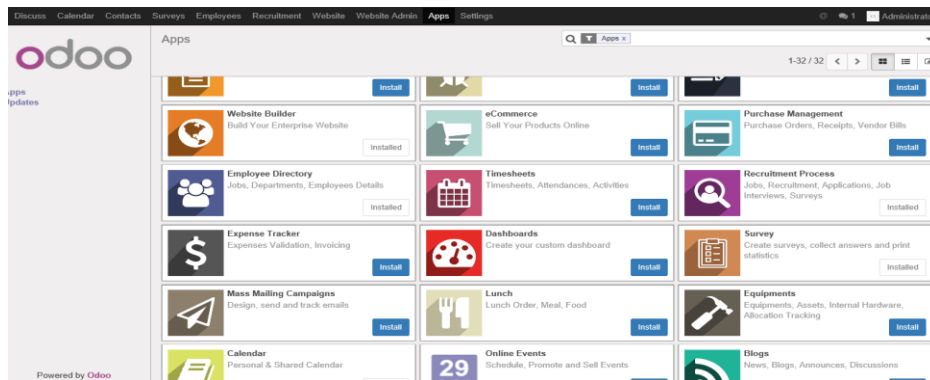 Discuss Calendar Contacts Surveys Employees Recruitment Website Website Admin Apps Settings
1 Administrat
odoo
Apps
Apps x
1-32 / 32
pps
Updates
Install Install Install
Website Builder
Build Your Enterprise Website
Installed
eCommerce
Sell Your Products Online
Install
Purchase Management
Purchase Orders, Receipts, Vendor Bills
Install
Employee Directory
Jobs, Departments, Employees Details
Installed
Timesheets
Timesheets, Attendances, Activities
Install
Recruitment Process
Jobs, Recruitment, Applications, Job
Interviews, Surveys
Installed
Expense Tracker
Expenses Validation, Invoicing
Install
Dashboards
Create your custom dashboard
Install
Survey
Create surveys, collect answers and print
statistics
Installed
Mass Mailing Campaigns
Design, send and track emails
Install
Lunch
Lunch Order, Meal, Food
Install
Equipments
Equipments, Assets, Internal Hardware,
Allocation Tracking
Install
Calendar
Personal & Shared Calendar
29
Online Events
Schedule, Promote and Sell Events
Blogs
News, Blogs, Announces, Discussions
Powered by Odoo